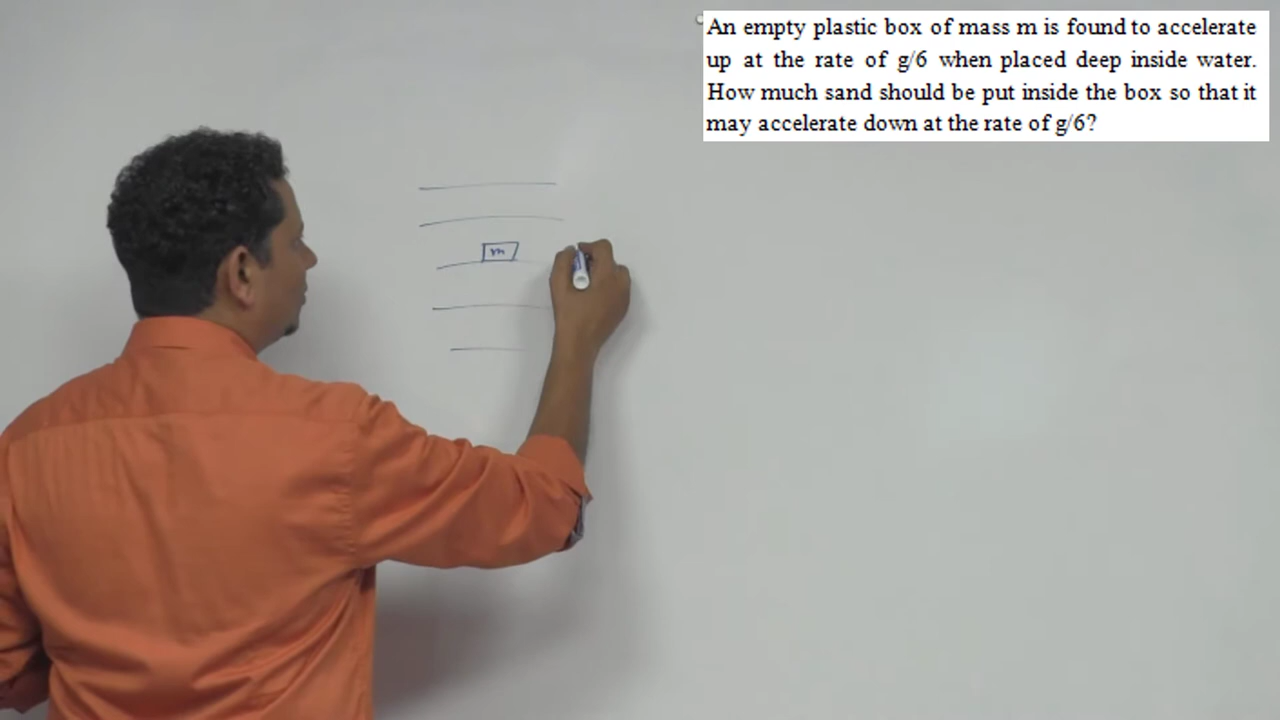 An empty plastic box of mass m is found to accelerate
up at the rate of g/6 when placed deep inside water.
How much sand should be put inside the box so that it
may accelerate down at the rate of g/6?
m